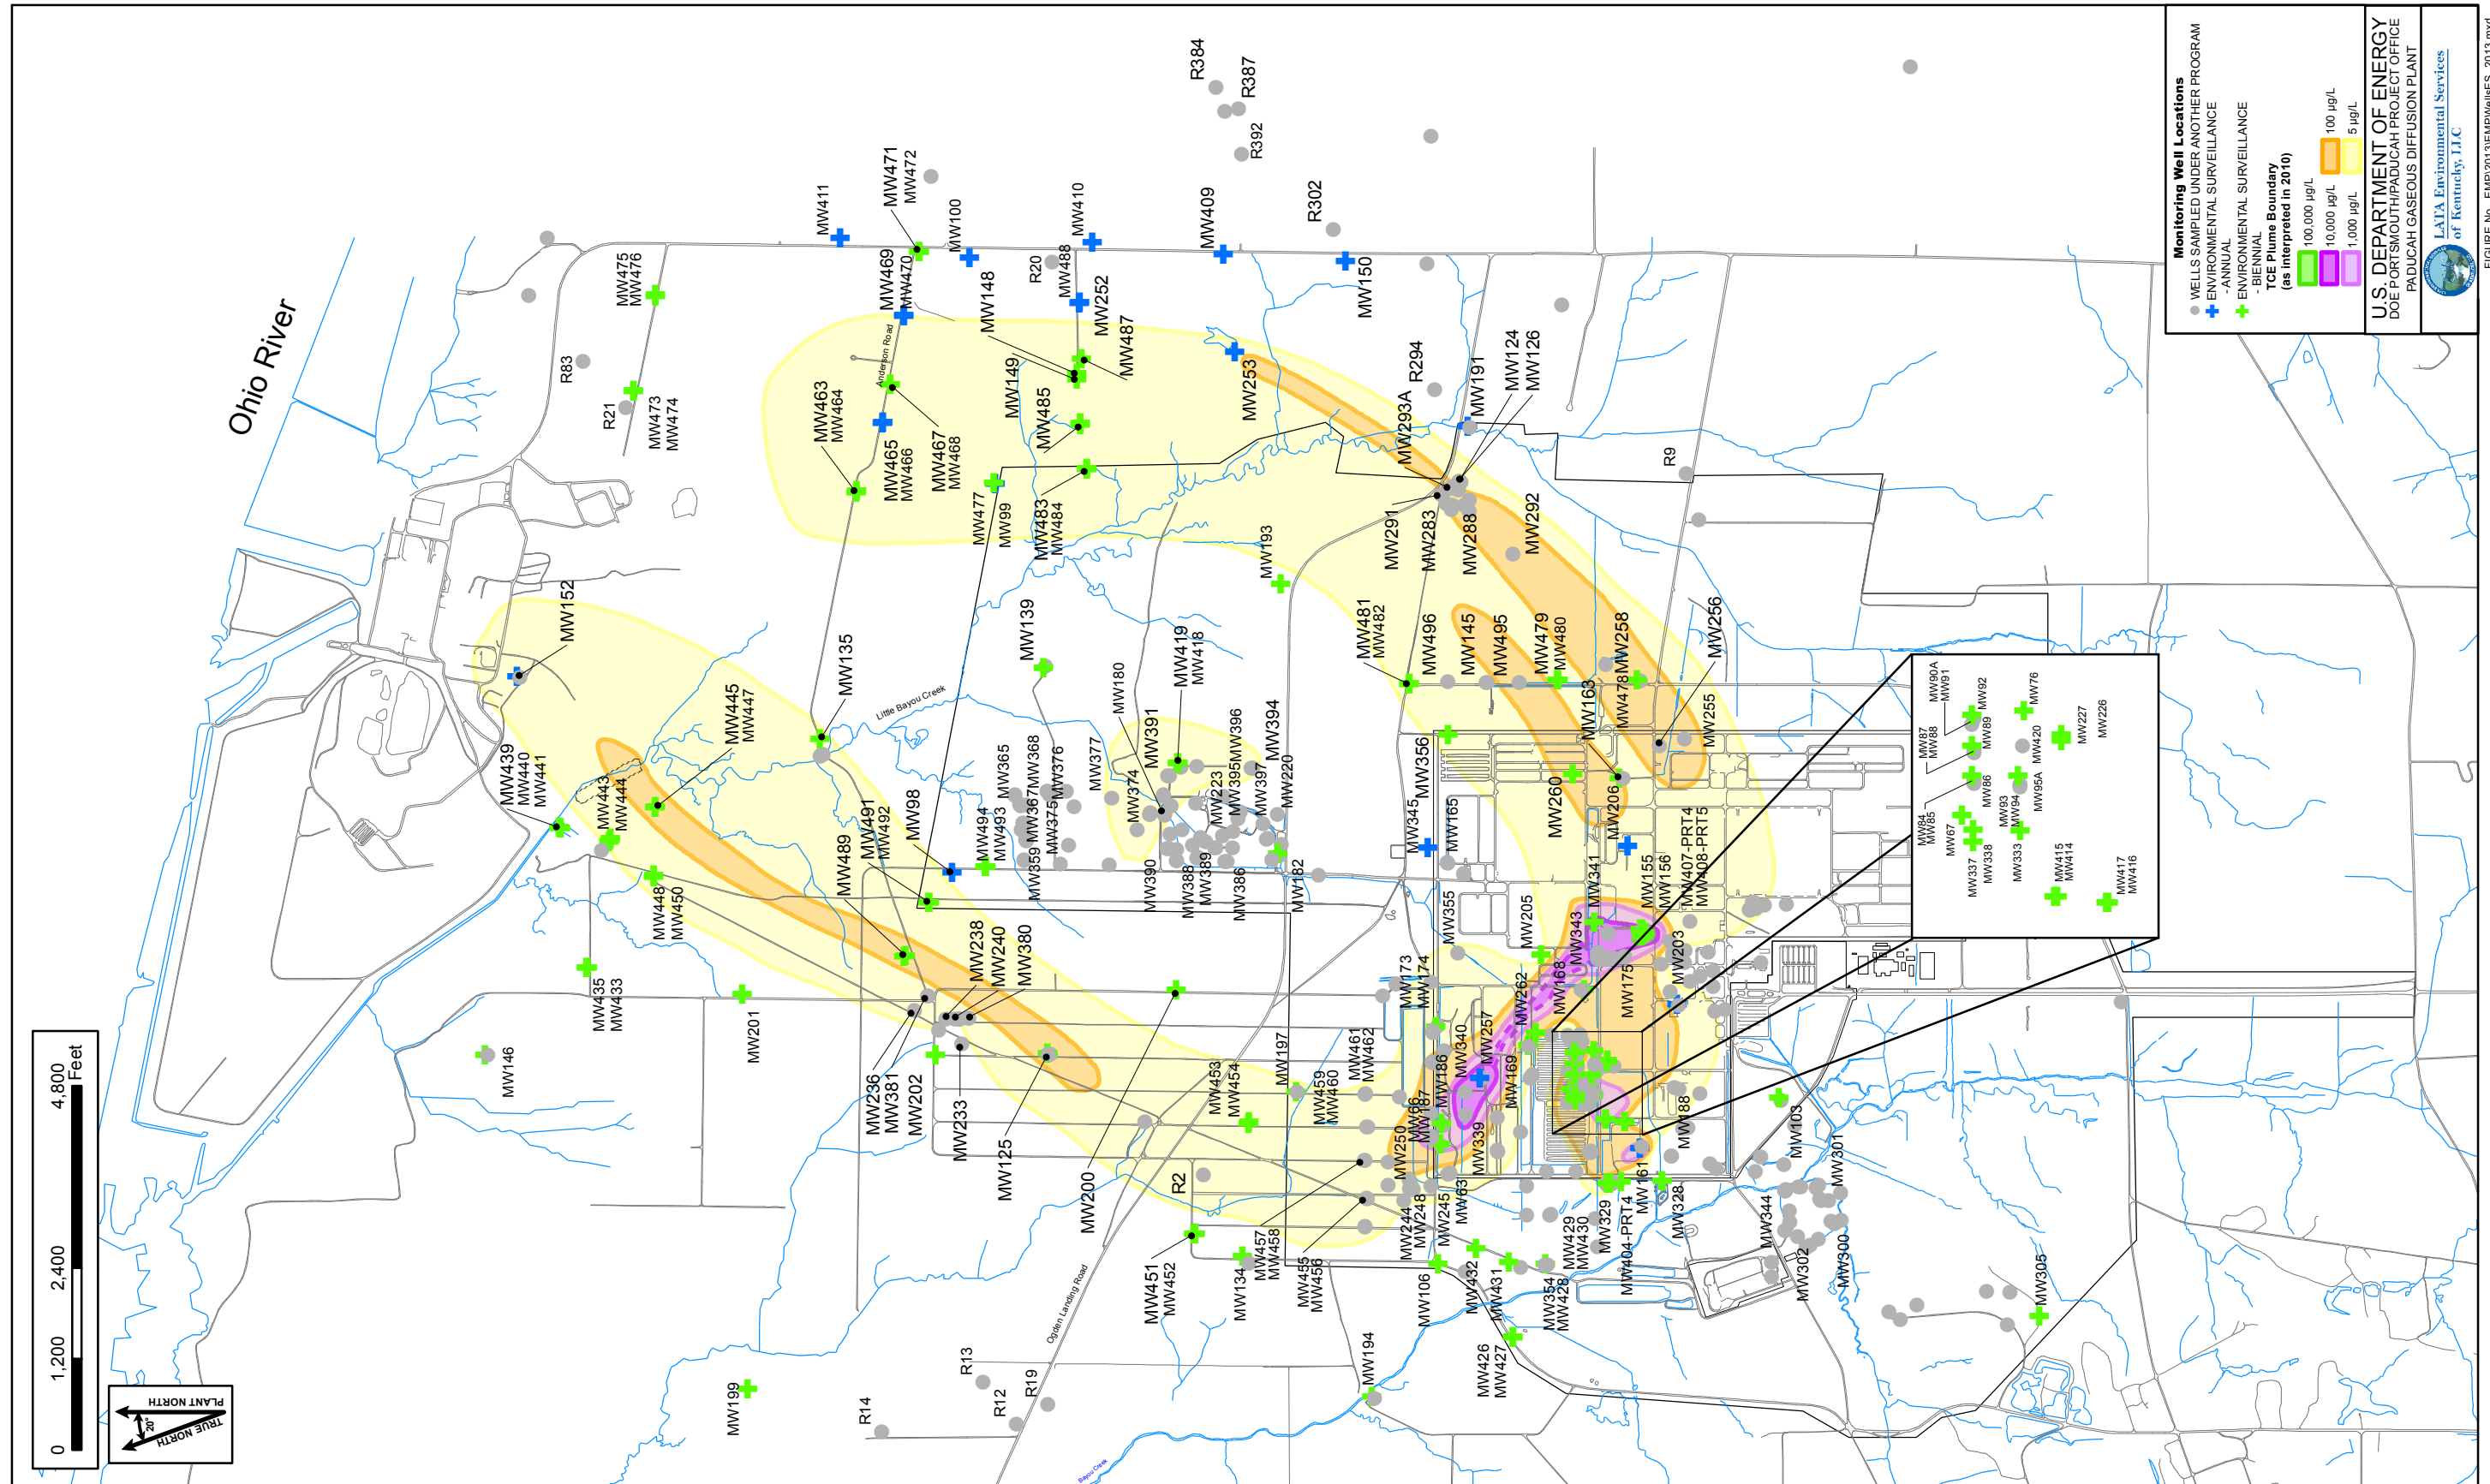 Ohio River
R384
R387
R392
MW411
MW471
MW472
MW100
R20
MW410
MW488
MW409
R302
MW150
MW475
MW476
R83
R21
MW473
MW474
MW469
MW470
Anderson Road
MW148
MW252
MW487
MW149
MW485
MW463
MW464
MW465
MW466
MW467
MW468
MW477
MW99
MW483
MW484
MW253
R294
MW293A
MW191
MW124
MW126
R9
MW193
MW291
MW283
MW288
MW292
MW152
MW135
Little Bayou Creek
MW139
MW180
MW419
MW418
MW391
MW481
MW482
MW496
MW145
MW495
MW479
MW480
MW258
MW163
MW478
MW256
MW255
MW445
MW447
MW439
MW440
MW441
MW443
MW444
MW448
MW450
MW435
MW433
MW201
MW146
MW489
MW491
MW492
MW98
MW494
MW493
MW365
MW368
MW367
MW376
MW375
MW359
MW377
MW374
MW396
MW394
MW395
MW223
MW397
MW220
MW390
MW388
MW389
MW386
MW182
MW356
MW345
MW165
MW260
MW206
MW355
MW205
MW341
MW343
MW155
MW156
MW407-PRT4
MW408-PRT5
MW203
MW175
MW168
MW262
MW173
MW174
MW238
MW240
MW380
MW236
MW381
MW202
MW233
MW125
MW200
MW453
MW454
MW197
MW459
MW460
MW461
MW462
MW186
MW340
MW257
MW169
MW66
MW187
MW250
MW339
MW188
MW103
MW301
R2
MW451
MW452
MW134
MW457
MW458
MW455
MW456
MW244
MW248
MW245
MW63
MW106
MW432
MW431
MW354
MW428
MW429
MW430
MW329
MW404-PRT4
MW161
MW328
MW344
MW302
MW300
MW305
MW426
MW427
MW194
MW199
R13
R14
R12
R19
Ogden Landing Road
Bayou Creek
MW90A
MW91
MW92
MW76
MW87
MW88
MW89
MW420
MW227
MW226
MW84
MW85
MW86
MW93
MW94
MW95A
MW67
MW337
MW338
MW333
MW415
MW414
MW417
MW416
0 1,200 2,400 4,800
Feet
PLANT NORTH
20°
TRUE NORTH
Monitoring Well Locations
WELLS SAMPLED UNDER ANOTHER PROGRAM
ENVIRONMENTAL SURVEILLANCE
- ANNUAL
ENVIRONMENTAL SURVEILLANCE
- BIENNIAL
TCE Plume Boundary
(as interpreted in 2010)
100,000 µg/L
10,000 µg/L
1,000 µg/L
100 µg/L
5 µg/L
U.S. DEPARTMENT OF ENERGY
DOE PORTSMOUTH/PADUCAH PROJECT OFFICE
PADUCAH GASEOUS DIFFUSION PLANT
LATA Environmental Services
of Kentucky, LLC